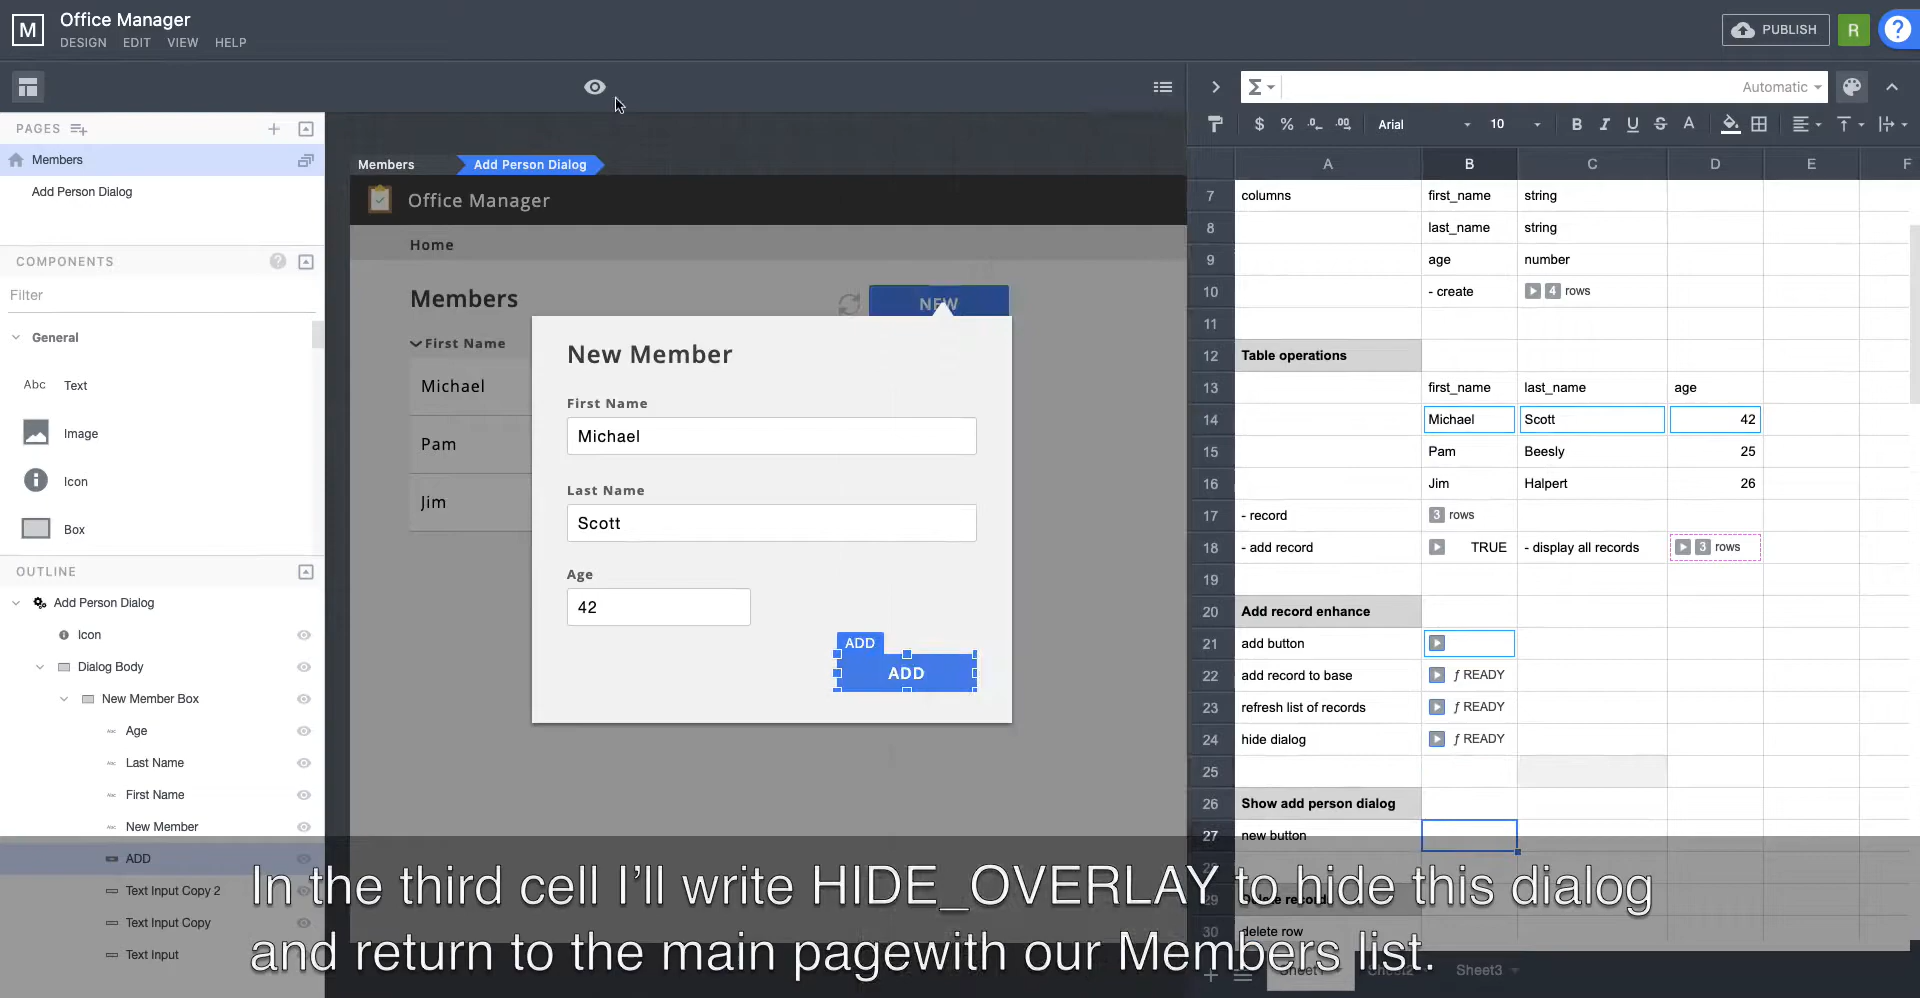 M
Office Manager
DESIGN EDIT VIEW HELP
PUBLISH
R
?
Σ
Automatic
$ % .0 .00 Arial 10 B I U S A
PAGES
Members
Add Person Dialog
COMPONENTS
?
Filter
General
Abc Text
Image
Icon
Box
OUTLINE
Add Person Dialog
Icon
Dialog Body
New Member Box
Age
Last Name
First Name
New Member
ADD
Text Input Copy 2
Text Input Copy
Text Input
Members Add Person Dialog
Office Manager
Home
Members
NEW
First Name
Michael
Pam
Jim
New Member
First Name
Michael
Last Name
Scott
Age
42
ADD
ADD
A B C D E F
7 columns first_name string
8 last_name string
9 age number
10 - create 4 rows
11
12 Table operations
13 first_name last_name age
14 Michael Scott 42
15 Pam Beesly 25
16 Jim Halpert 26
17 - record 3 rows
18 - add record TRUE - display all records 3 rows
19
20 Add record enhance
21 add button
22 add record to base ƒ READY
23 refresh list of records ƒ READY
24 hide dialog ƒ READY
25
26 Show add person dialog
27 new button
28
29 Delete record
30 delete row
Sheet1 Sheet2 Sheet3
In the third cell I'll write HIDE_OVERLAY to hide this dialog
and return to the main pagewith our Members list.